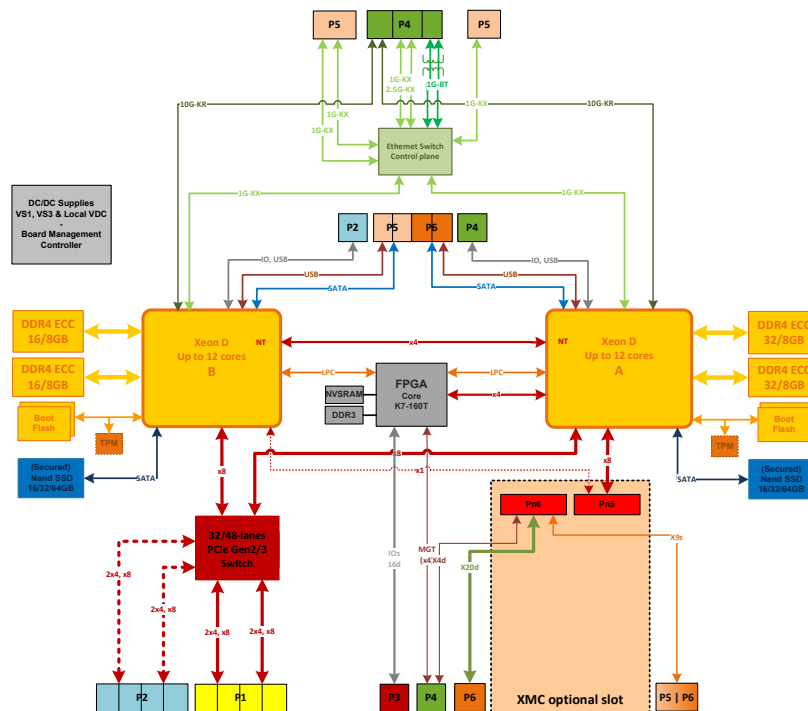 P5
P4
P5
1G-KX
2.5G-KX
1G-BT
10G-KR
1G-KX
10G-KR
1G-KX
1G-KX
Ethernet Switch
Control plane
1G-KX
1G-KX
DC/DC Supplies
VS1, VS3 & Local VDC
-
Board Management
Controller
P2
P5
P6
P4
IO, USB
IO, USB
USB
USB
SATA
SATA
DDR4 ECC
16/8GB
DDR4 ECC
16/8GB
Xeon D
Up to 12 cores
B
NT
x4
Xeon D
Up to 12 cores
A
NT
DDR4 ECC
32/8GB
DDR4 ECC
32/8GB
LPC
LPC
FPGA
Core
K7-160T
x4
NVSRAM
DDR3
Boot
Flash
TPM
Boot
Flash
TPM
(Secured)
Nand SSD
16/32/64GB
SATA
x8
x8
x1
x8
SATA
(Secured)
Nand SSD
16/32/64GB
Pn6
Pn5
32/48-lanes
PCIe Gen2/3
Switch
IOs
16d
MGT
(x4
X4d
X20d
X9s
2x4, x8
2x4, x8
2x4, x8
2x4, x8
P2
P1
P3
P4
P6
XMC optional slot
P5 | P6